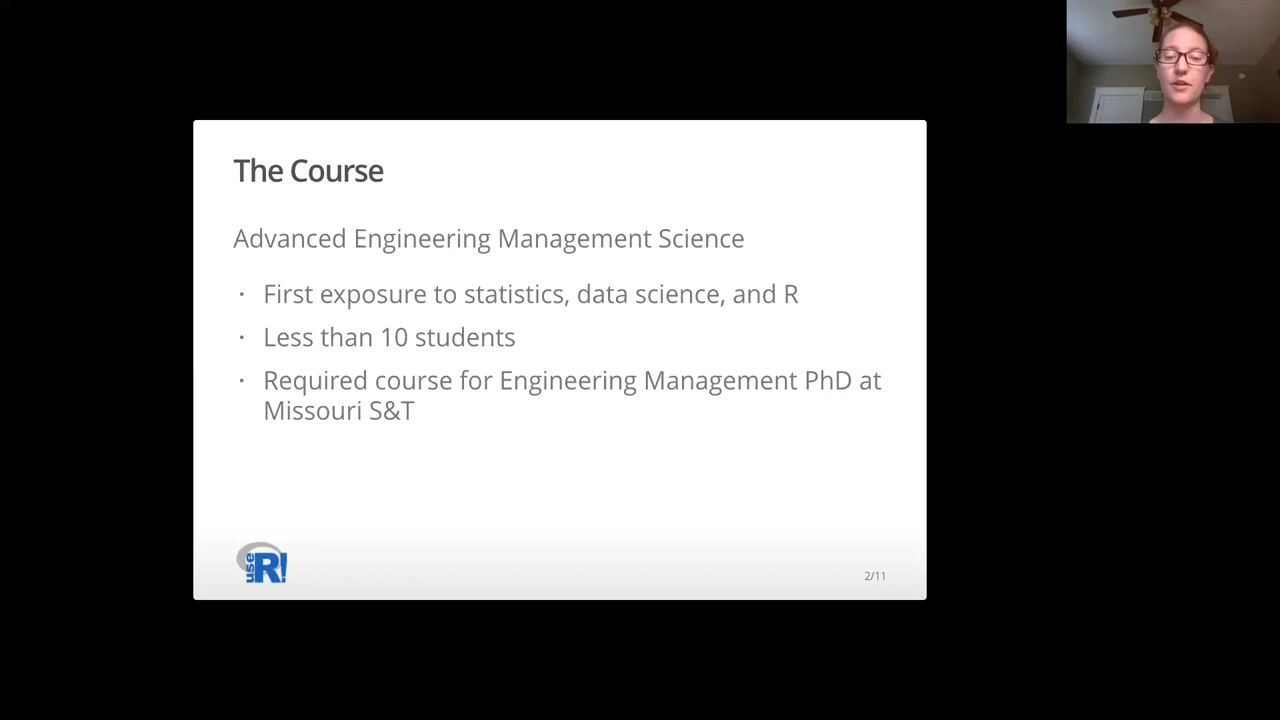 The Course
Advanced Engineering Management Science
· First exposure to statistics, data science, and R
· Less than 10 students
· Required course for Engineering Management PhD at
Missouri S&T
use R!
2/11